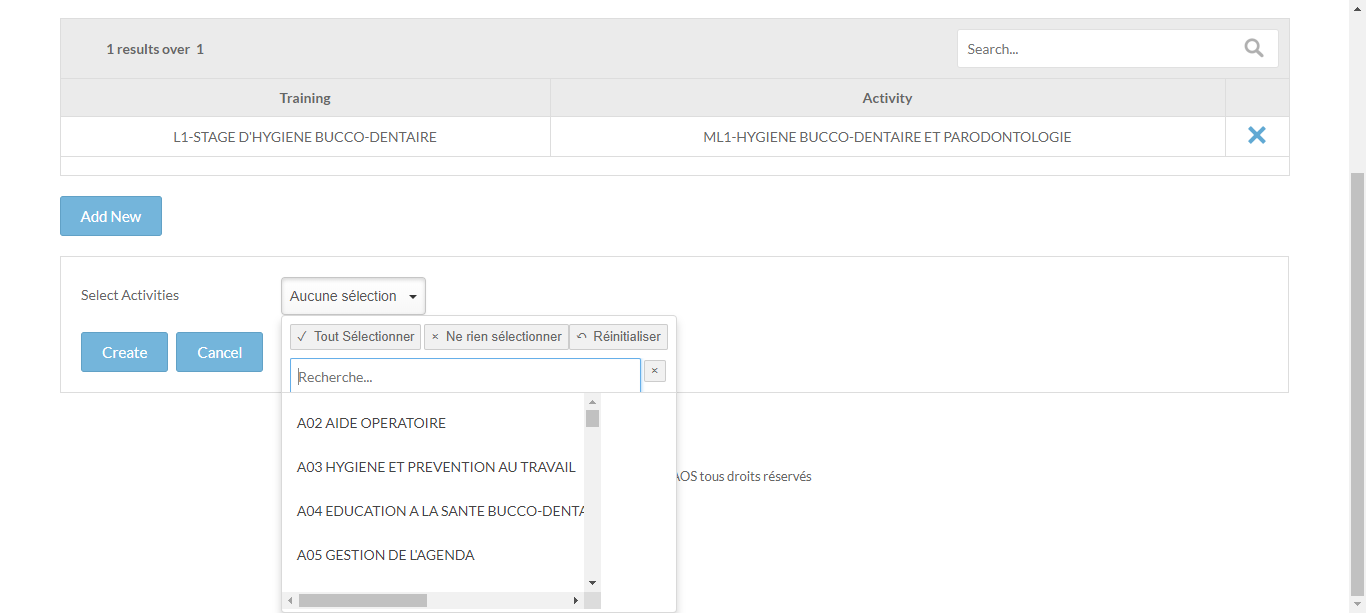 1 results over 1
Search...
Training Activity
L1-STAGE D'HYGIENE BUCCO-DENTAIRE ML1-HYGIENE BUCCO-DENTAIRE ET PARODONTOLOGIE
Add New
Select Activities Aucune sélection
Tout Sélectionner Ne rien sélectionner Réinitialiser
Create Cancel
Recherche...
A02 AIDE OPERATOIRE
A03 HYGIENE ET PREVENTION AU TRAVAIL
A04 EDUCATION A LA SANTE BUCCO-DENTA
AOS tous droits réservés
A05 GESTION DE L'AGENDA